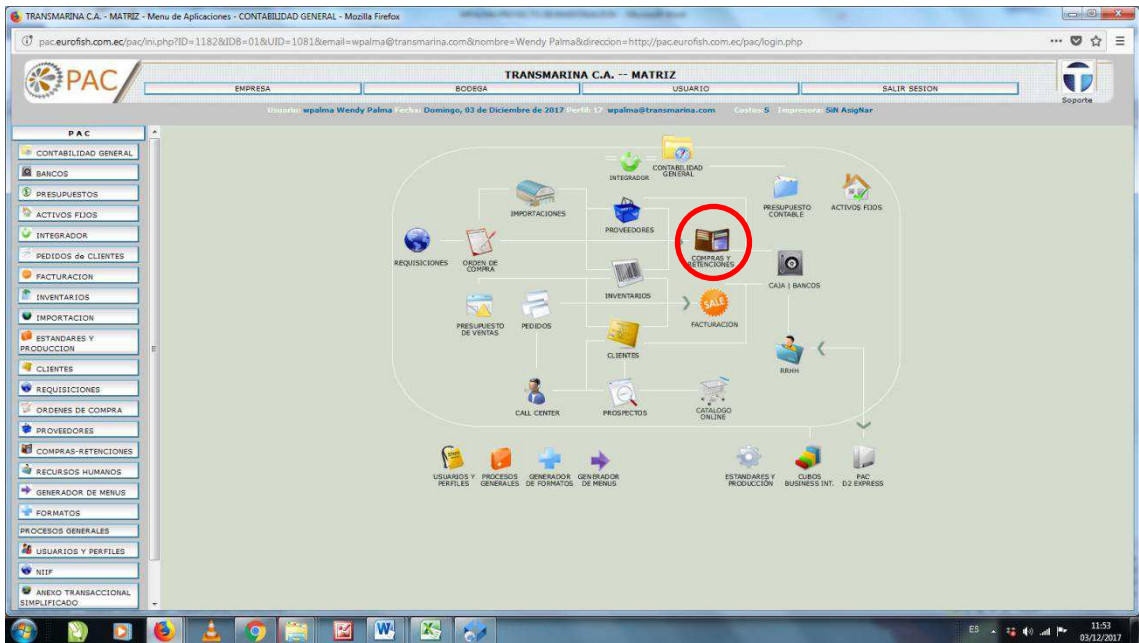 TRANSMARINA C.A. - MATRIZ - Menu de Aplicaciones - CONTABILIDAD GENERAL - Mozilla Firefox
pac.eurofish.com.ec/pac/ini.php?ID=1182&IDB=01&UID=1081&email=wpalma@transmarina.com&nombre=Wendy Palma&direccion=http://pac.eurofish.com.ec/pac/login.php
PAC
TRANSMARINA C.A. -- MATRIZ
EMPRESA
BODEGA
USUARIO
SALIR SESION
Soporte
Usuario: wpalma Wendy Palma Fecha: Domingo, 03 de Diciembre de 2017 Perfil: 12 wpalma@transmarina.com Costos: S Impresora: SiN AsigNar
P A C
CONTABILIDAD GENERAL
BANCOS
PRESUPUESTOS
ACTIVOS FIJOS
INTEGRADOR
PEDIDOS de CLIENTES
FACTURACION
INVENTARIOS
IMPORTACION
ESTANDARES Y
PRODUCCION
CLIENTES
REQUISICIONES
ORDENES DE COMPRA
PROVEEDORES
COMPRAS-RETENCIONES
RECURSOS HUMANOS
GENERADOR DE MENUS
FORMATOS
PROCESOS GENERALES
USUARIOS Y PERFILES
NIIF
ANEXO TRANSACCIONAL
SIMPLIFICADO
INTEGRADOR
CONTABILIDAD
GENERAL
IMPORTACIONES
PROVEEDORES
PRESUPUESTO
CONTABLE
ACTIVOS FIJOS
REQUISICIONES
ORDEN DE
COMPRA
COMPRAS Y
RETENCIONES
INVENTARIOS
CAJA | BANCOS
PRESUPUESTO
DE VENTAS
PEDIDOS
SALE
FACTURACION
CLIENTES
RRHH
CALL CENTER
PROSPECTOS
CATALOGO
ONLINE
USUARIOS Y
PERFILES
PROCESOS
GENERALES
GENERADOR
DE FORMATOS
GENERADOR
DE MENUS
ESTANDARES Y
PRODUCCIÓN
CUBOS
BUSINESS INT.
PAC
D2 EXPRESS
ES
11:53
03/12/2017